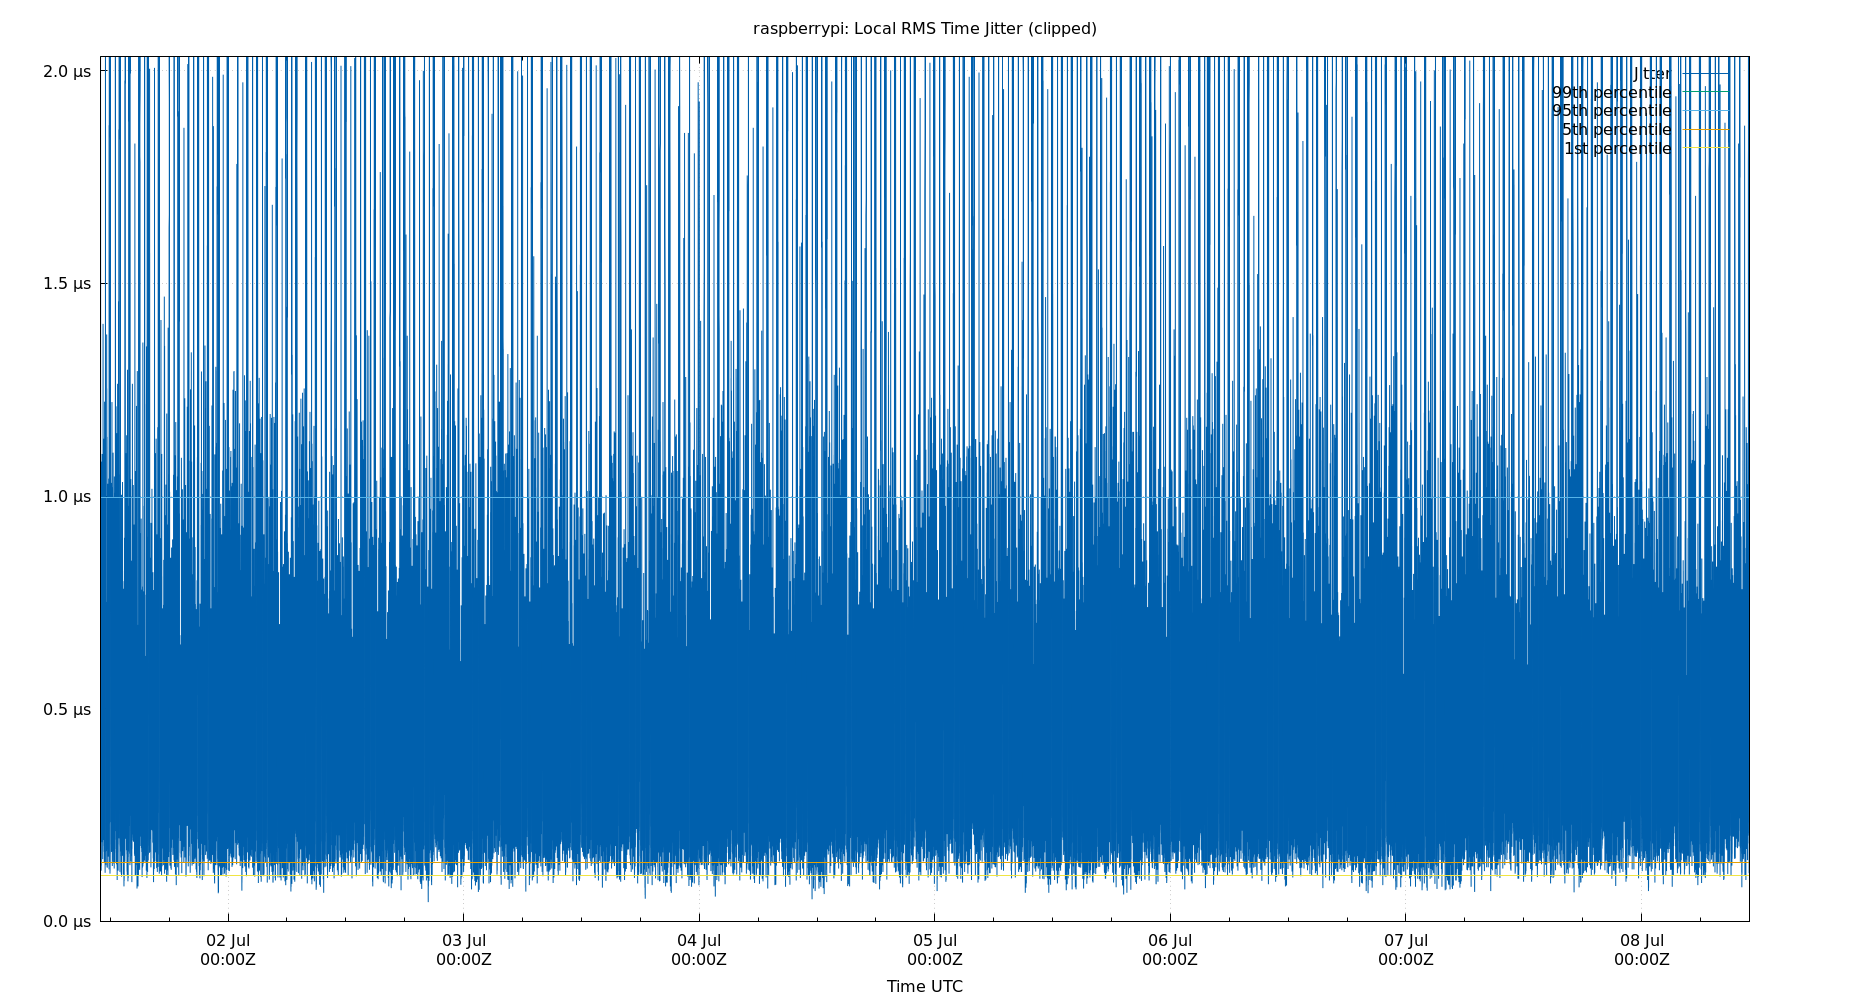 raspberrypi: Local RMS Time Jitter (clipped)
2.0 μs
1.5 μs
1.0 μs
0.5 μs
0.0 μs
Jitter
99th percentile
95th percentile
5th percentile
1st percentile
02 Jul
00:00Z
03 Jul
00:00Z
04 Jul
00:00Z
05 Jul
00:00Z
06 Jul
00:00Z
07 Jul
00:00Z
08 Jul
00:00Z
Time UTC